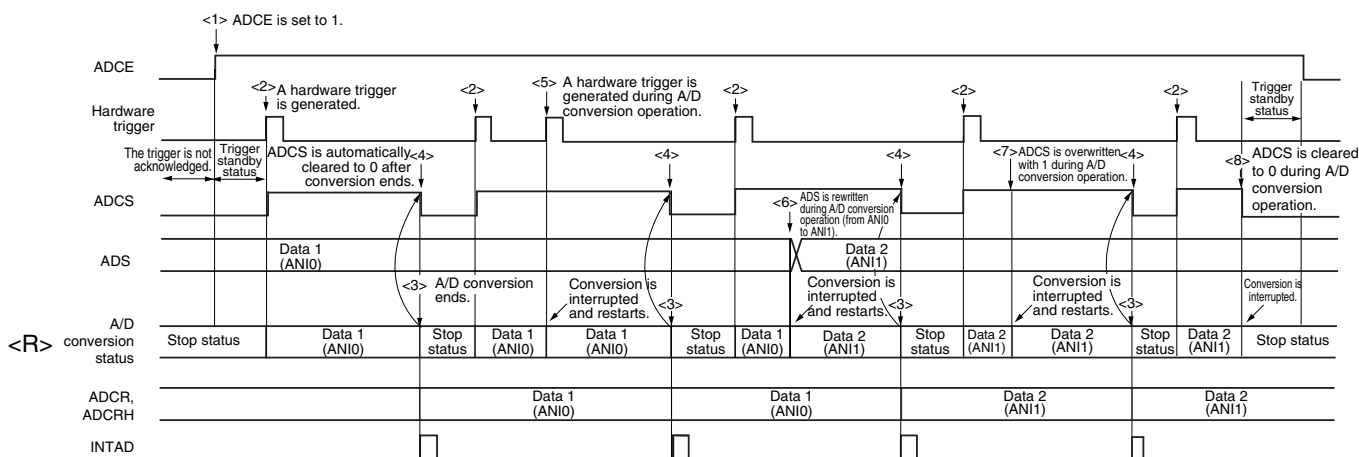 <1> ADCE is set to 1.
ADCE
<2> A hardware trigger
is generated.
<2>
<5> A hardware trigger is
generated during A/D
conversion operation.
<2>
<2>
<2>
Trigger
standby
status
Hardware
trigger
The trigger is not
acknowledged.
Trigger
standby
status
ADCS is automatically
cleared to 0 after
conversion ends.
<4>
<4>
<4>
<7> ADCS is overwritten
with 1 during A/D
conversion operation.
<4>
<8> ADCS is cleared
to 0 during A/D
conversion
operation.
ADCS
<6> ADS is rewritten
during A/D conversion
operation (from ANI0
to ANI1).
ADS
Data 1
(ANI0)
Data 2
(ANI1)
<3> A/D conversion
ends.
Conversion is
interrupted
and restarts.
<3>
Conversion is
interrupted
and restarts.
<3>
Conversion is
interrupted
and restarts.
<3>
Conversion is
interrupted.
<R>
A/D
conversion
status
Stop status
Data 1
(ANI0)
Stop
status
Data 1
(ANI0)
Data 1
(ANI0)
Stop
status
Data 1
(ANI0)
Data 2
(ANI1)
Stop
status
Data 2
(ANI1)
Data 2
(ANI1)
Stop
status
Data 2
(ANI1)
Stop status
ADCR,
ADCRH
Data 1
(ANI0)
Data 1
(ANI0)
Data 2
(ANI1)
Data 2
(ANI1)
INTAD